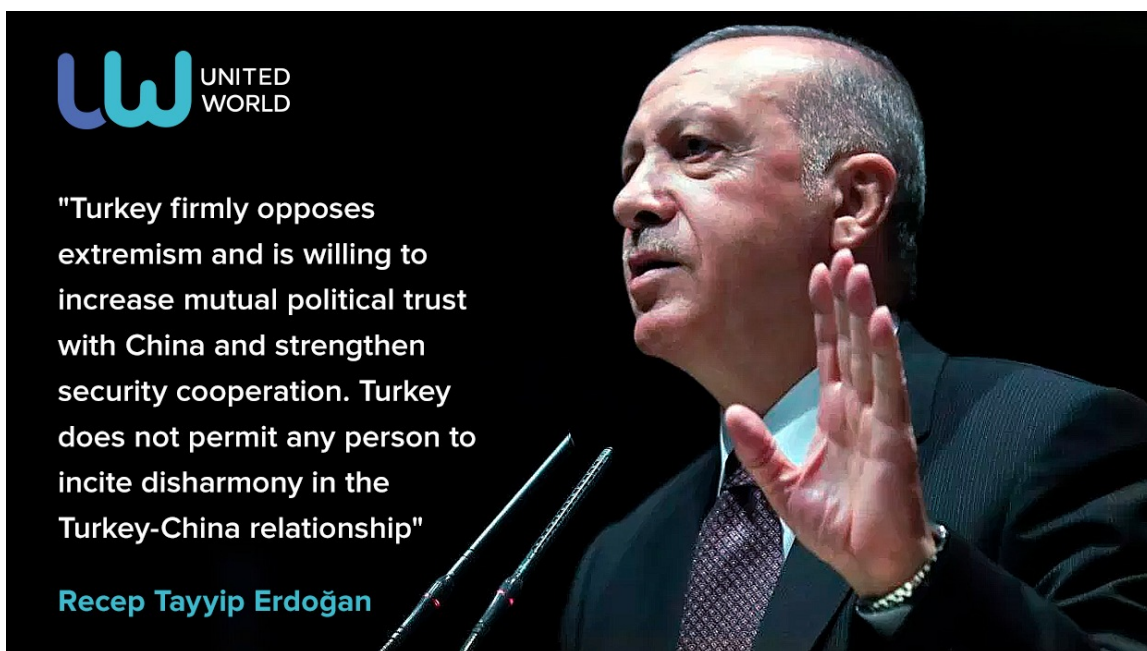 UNITED
WORLD
"Turkey firmly opposes
extremism and is willing to
increase mutual political trust
with China and strengthen
security cooperation. Turkey
does not permit any person to
incite disharmony in the
Turkey-China relationship"
Recep Tayyip Erdoğan